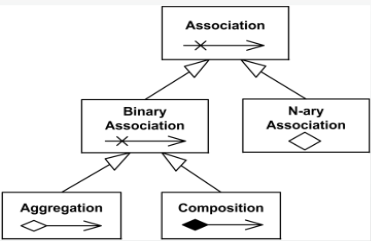 Association
Binary
Association
N-ary
Association
Aggregation
Composition